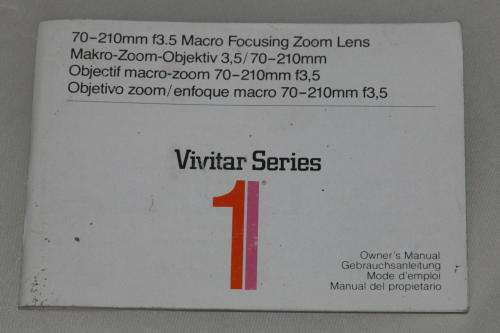 70-210mm f3.5 Macro Focusing Zoom Lens
Makro-Zoom-Objektiv 3,5/70-210mm
Objectif macro-zoom 70-210mm f3,5
Objetivo zoom/enfoque macro 70-210mm f3,5
Vivitar Series
1®
Owner's Manual
Gebrauchsanleitung
Mode d'emploi
Manual del propietario